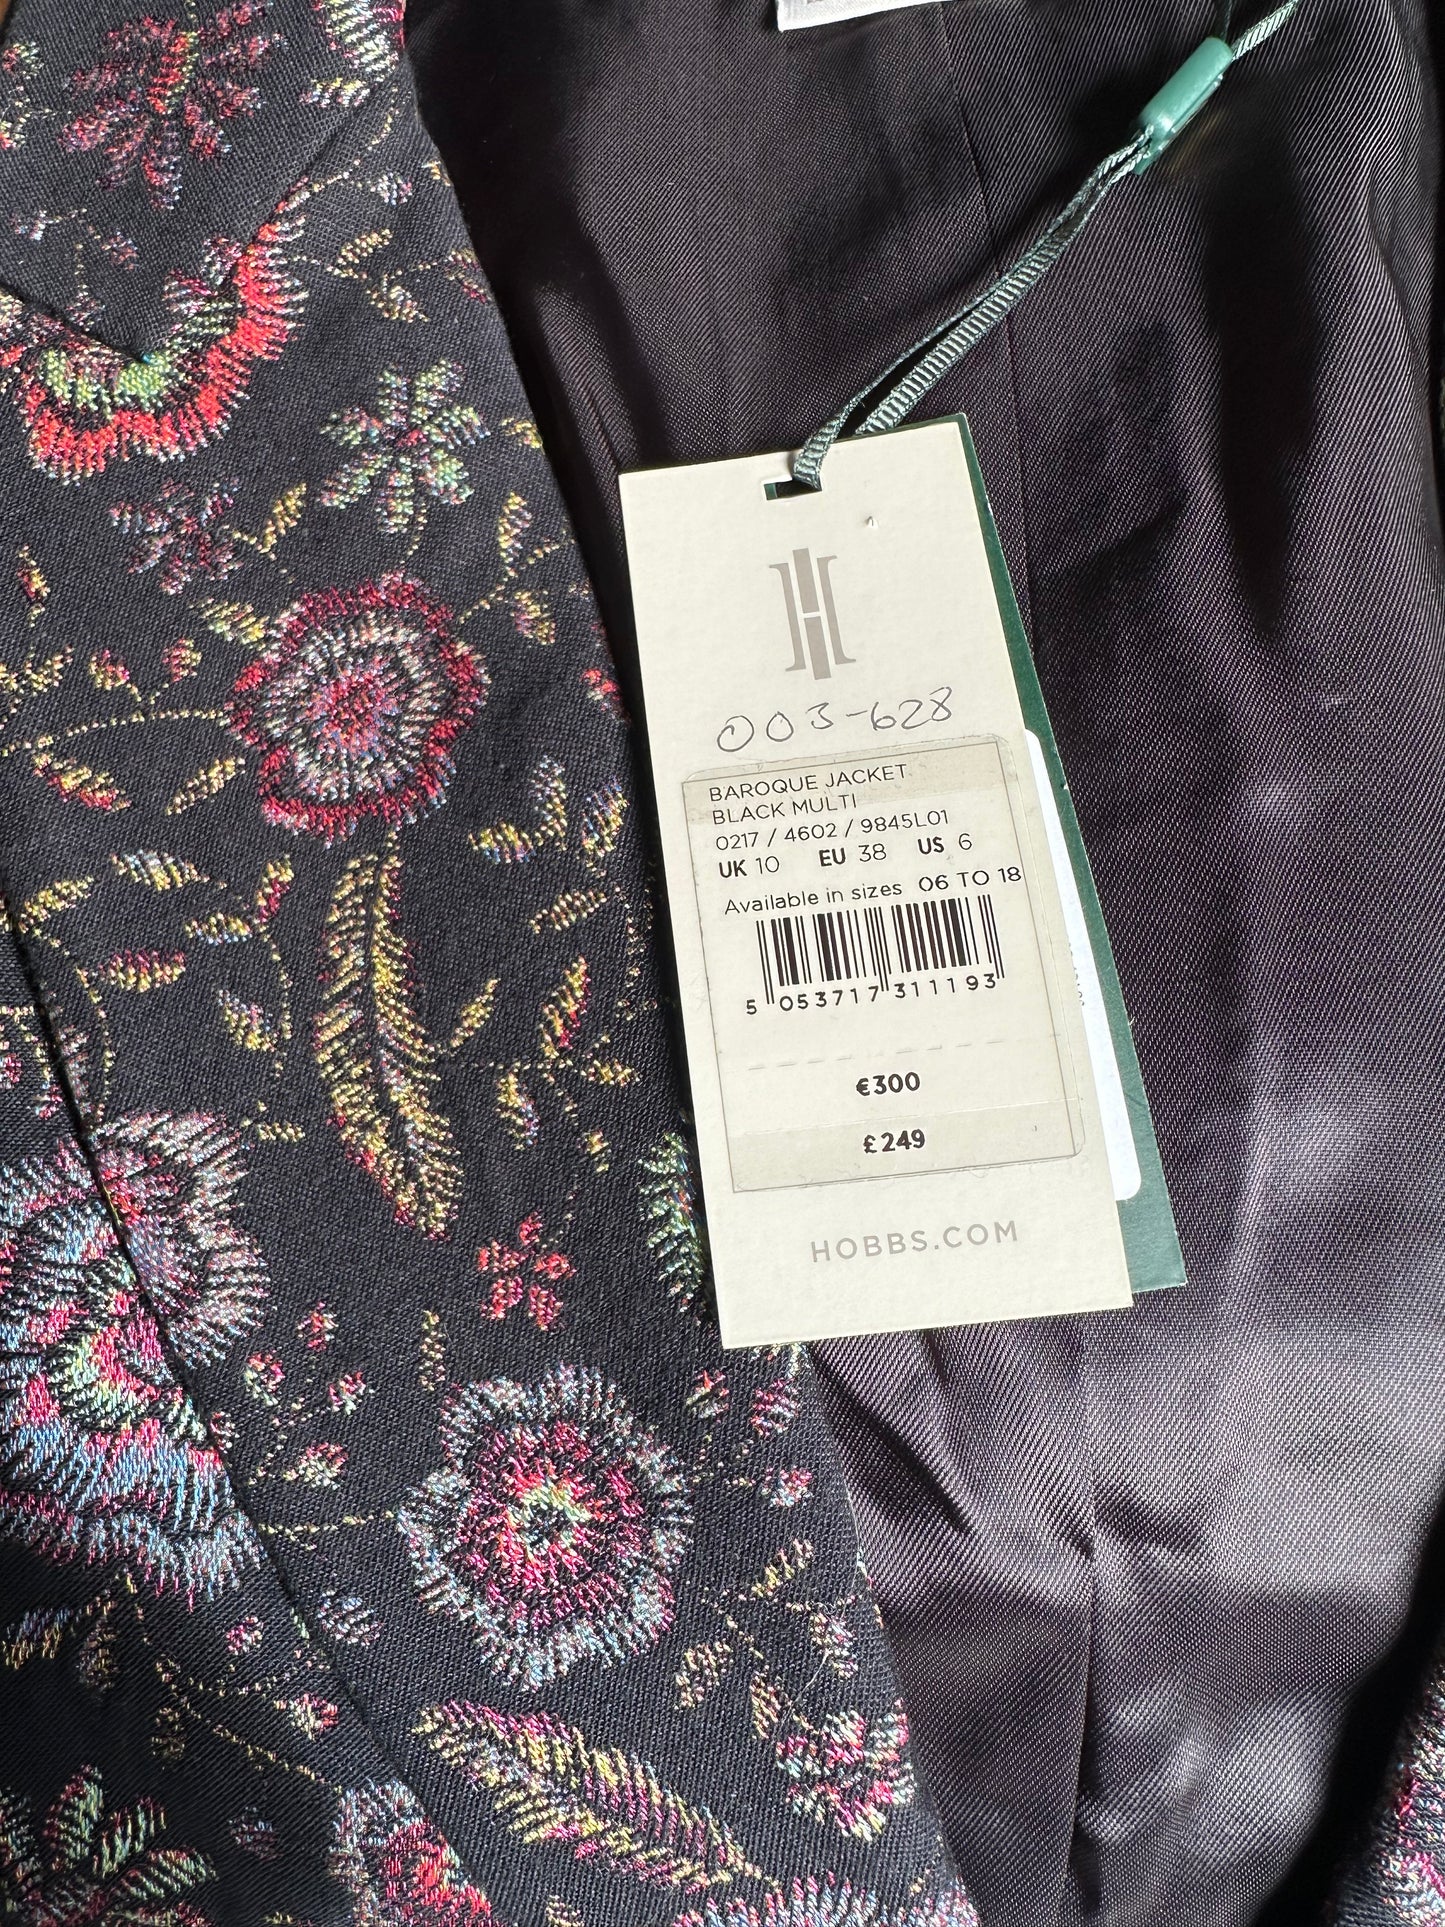 H
003-628
BAROQUE JACKET
BLACK MULTI
0217 / 4602 / 9845L01
UK 10 EU 38 US 6
Available in sizes 06 TO 18
5 053717 311193
€300
£249
HOBBS.COM